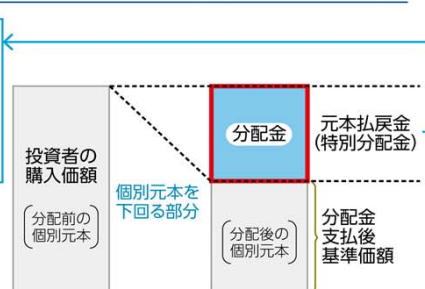 投資者の
購入価額
分配前の
個別元本
個別元本を
下回る部分
分配金
分配後の
個別元本
元本払戻金
(特別分配金)
分配金
支払後
基準価額